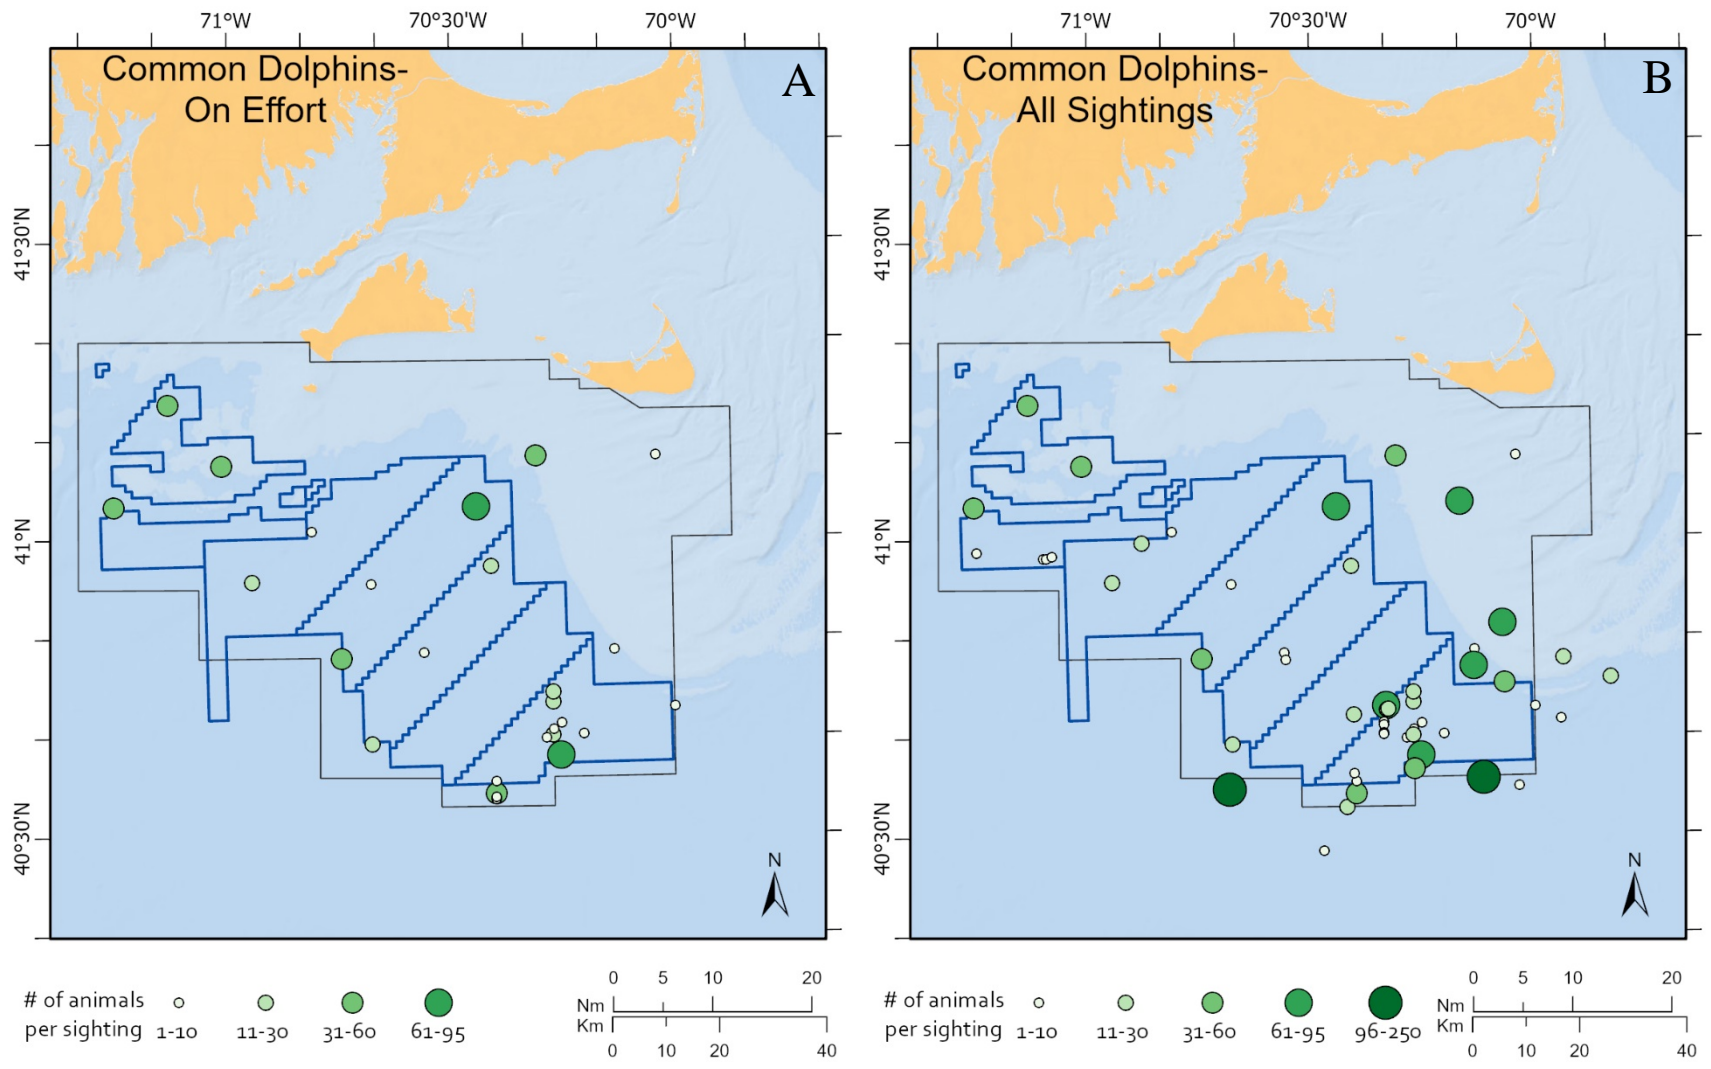 71°W 70°30'W 70°W
Common Dolphins-
On Effort
A
41°30'N
41°N
40°30'N
N
# of animals
per sighting
1-10 11-30 31-60 61-95
0 5 10 20
Nm
Km
0 10 20 40
71°W 70°30'W 70°W
Common Dolphins-
All Sightings
B
41°30'N
41°N
40°30'N
N
# of animals
per sighting
1-10 11-30 31-60 61-95 96-250
0 5 10 20
Nm
Km
0 10 20 40